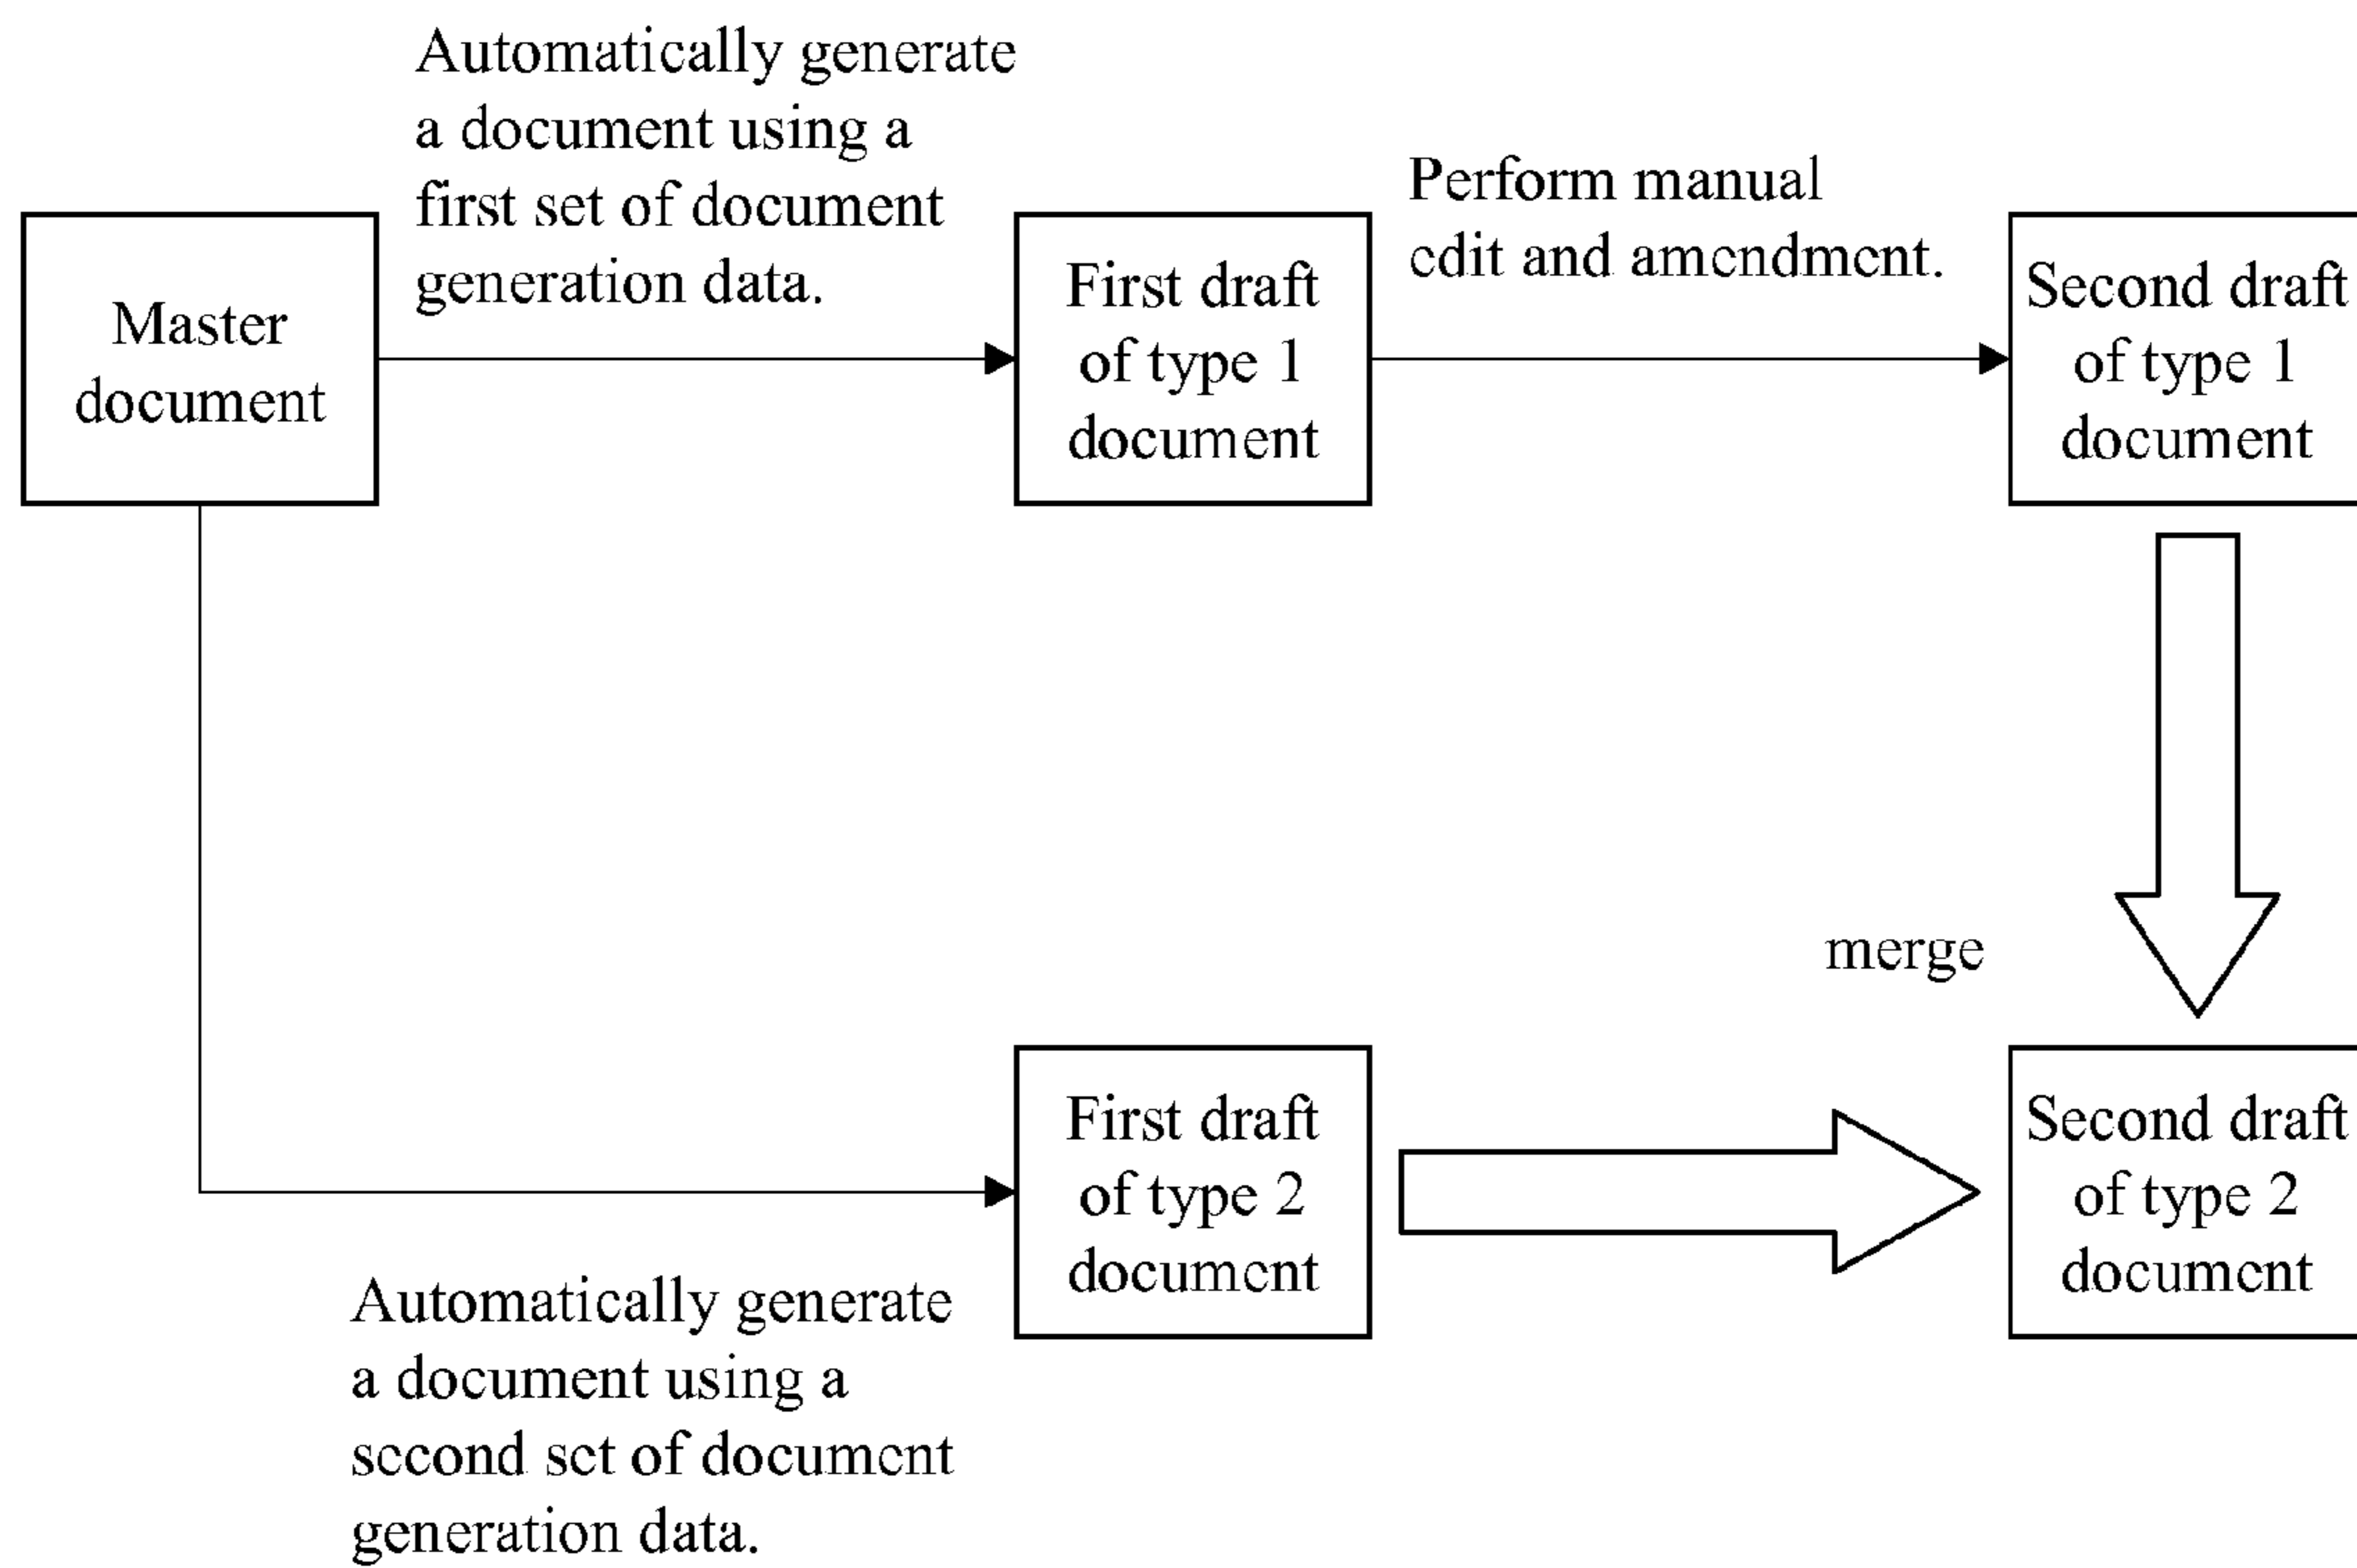 Automatically generate
a document using a
first set of document
generation data.
Perform manual
edit and amendment.
Master
document
First draft
of type 1
document
Second draft
of type 1
document
merge
First draft
of type 2
document
Second draft
of type 2
document
Automatically generate
a document using a
second set of document
generation data.